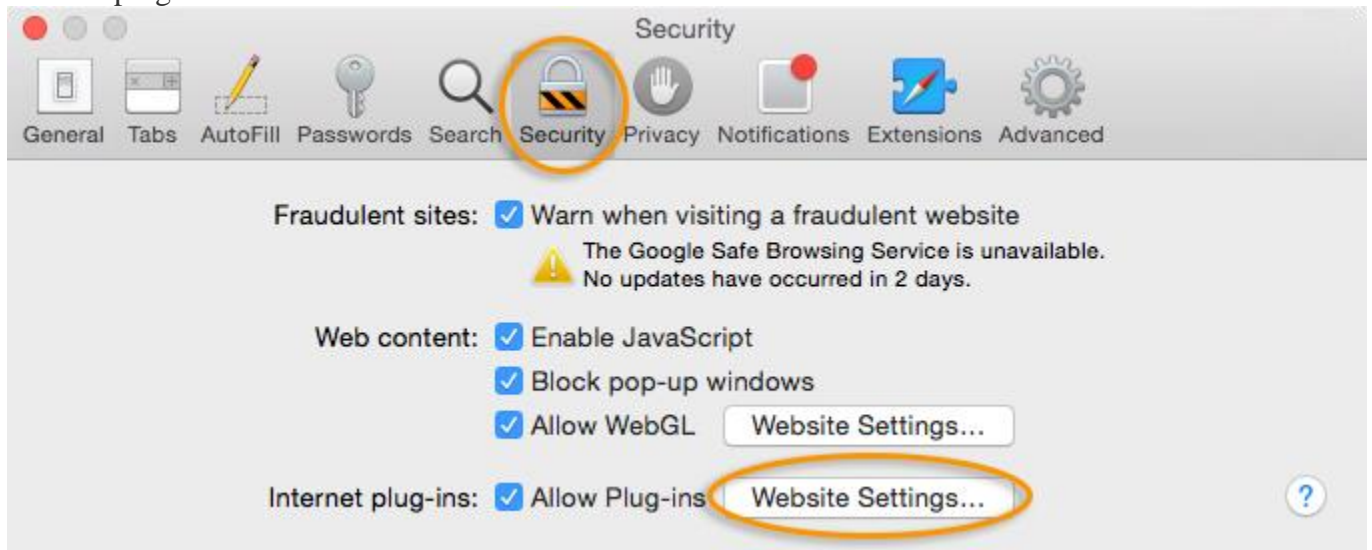 Security
General Tabs AutoFill Passwords Search Security Privacy Notifications Extensions Advanced
Fraudulent sites: Warn when visiting a fraudulent website
The Google Safe Browsing Service is unavailable.
No updates have occurred in 2 days.
Web content: Enable JavaScript
Block pop-up windows
Allow WebGL Website Settings...
Internet plug-ins: Allow Plug-ins Website Settings... ?